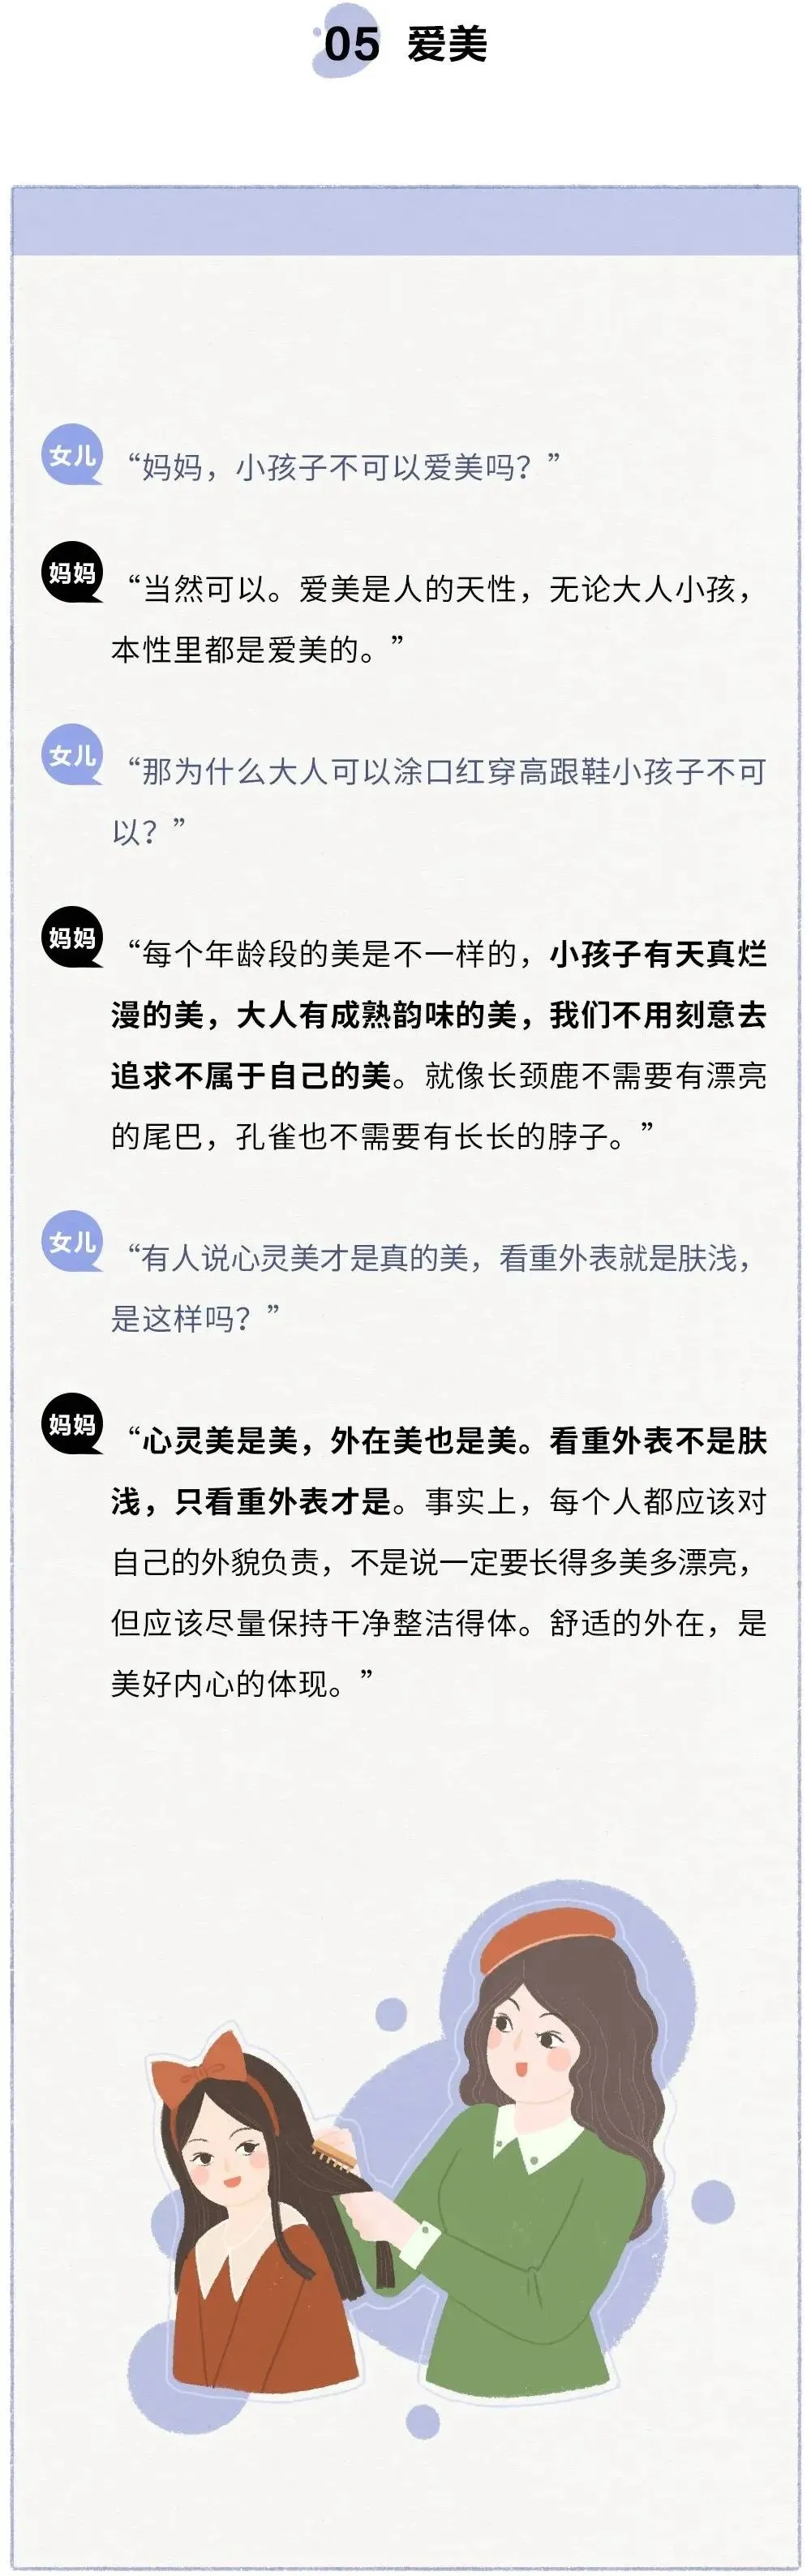 05 爱美
女儿 “妈妈，小孩子不可以爱美吗？”
妈妈 “当然可以。爱美是人的天性，无论大人小孩，
本性里都是爱美的。”
女儿 “那为什么大人可以涂口红穿高跟鞋小孩子不可
以？”
妈妈 “每个年龄段的美是不一样的，小孩子有天真烂
漫的美，大人有成熟韵味的美，我们不用刻意去
追求不属于自己的美。就像长颈鹿不需要有漂亮
的尾巴，孔雀也不需要有长长的脖子。”
女儿 “有人说心灵美才是真的美，看重外表就是肤浅，
是这样吗？”
妈妈 “心灵美是美，外在美也是美。看重外表不是肤
浅，只看重外表才是。事实上，每个人都应该对
自己的外貌负责，不是说一定要长得多美多漂亮，
但应该尽量保持干净整洁得体。舒适的外在，是
美好内心的体现。”